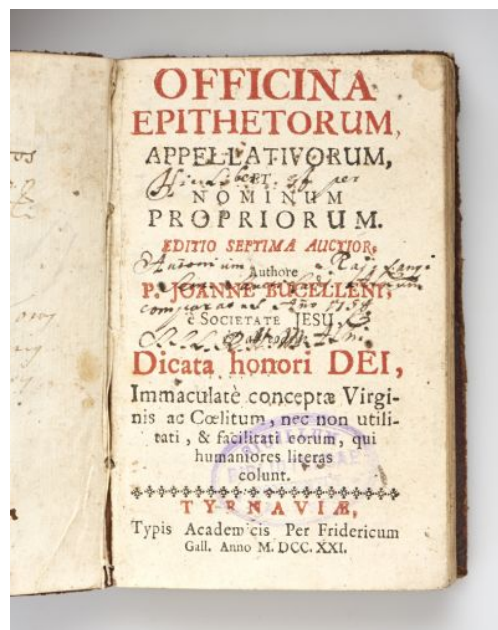 OFFICINA
EPITHETORUM,
APPELLATIVORUM,
ET
NOMINUM
PROPRIORUM.
EDITIO SEPTIMA AUCTIOR,
Authore
P. JOANNE BUCELLENI,
è SOCIETATE JESU,
Dicata honori DEI,
Immaculatè conceptæ Virgi-
nis ac Cœlitum, nec non utili-
tati, & facilitati eorum, qui
humaniores literas
colunt.
TYRNAVIÆ,
Typis Academicis Per Fridericum
Gall. Anno M. DCC. XXI.